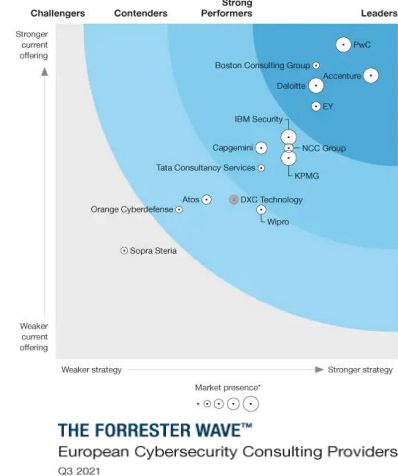 Challengers Contenders Strong Performers Leaders
Stronger current offering
PwC
Boston Consulting Group
Accenture
Deloitte
EY
IBM Security
Capgemini
NCC Group
Tata Consultancy Services
KPMG
Atos
DXC Technology
Orange Cyberdefense
Wipro
Sopra Steria
Weaker current offering
Weaker strategy Stronger strategy
Market presence*
THE FORRESTER WAVE™
European Cybersecurity Consulting Providers
Q3 2021